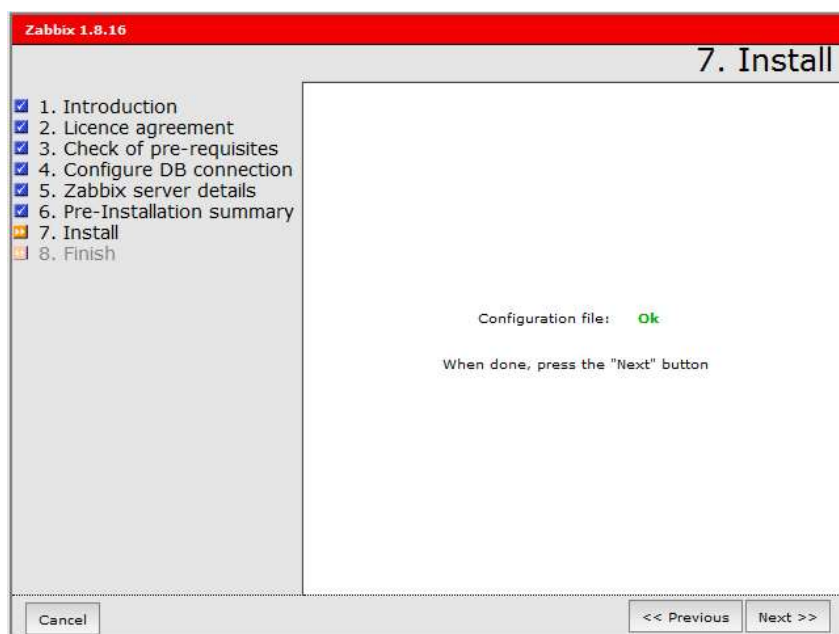 Zabbix 1.8.16
7. Install
1. Introduction
2. Licence agreement
3. Check of pre-requisites
4. Configure DB connection
5. Zabbix server details
6. Pre-Installation summary
7. Install
8. Finish
Configuration file: Ok
When done, press the "Next" button
Cancel
<< Previous
Next >>